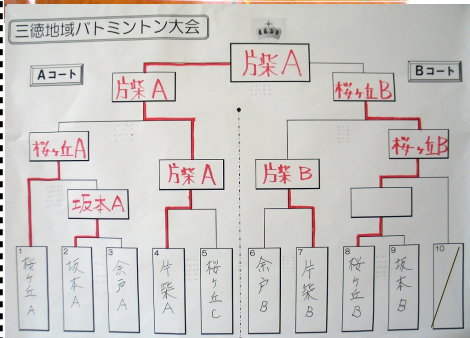 三徳地域バトミントン大会
片柴A
Aコート
Bコート
片柴A
桜ヶ丘B
桜ヶ丘A
片柴A
片柴B
桜ヶ丘B
坂本A
1 桜ヶ丘A
2 坂本A
3 余戸A
4 片柴A
5 桜ヶ丘C
6 余戸B
7 片柴B
8 桜ヶ丘B
9 坂本B
10